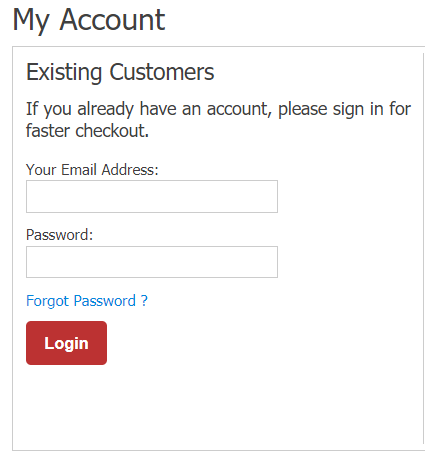 My Account
Existing Customers
If you already have an account, please sign in for
faster checkout.
Your Email Address:
Password:
Forgot Password ?
Login